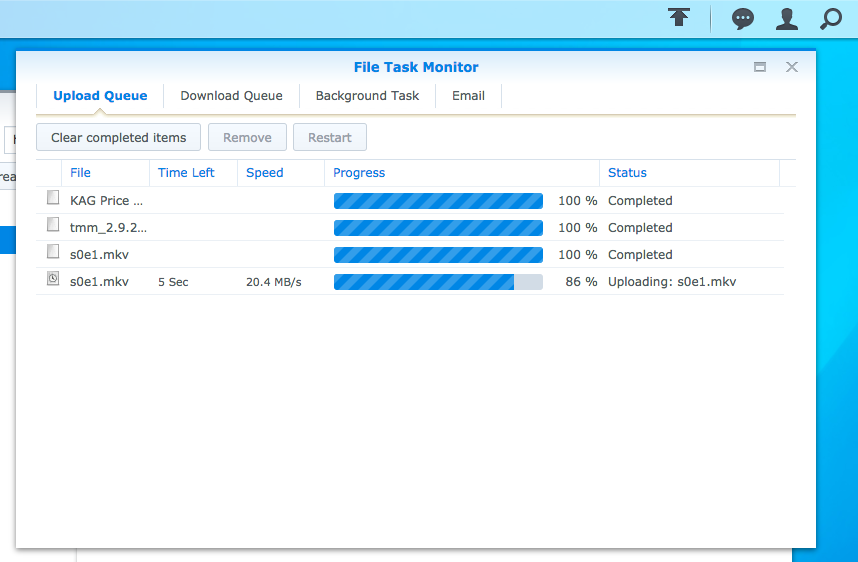 File Task Monitor
Upload Queue Download Queue Background Task Email
Clear completed items Remove Restart
File Time Left Speed Progress Status
KAG Price ... 100 % Completed
tmm_2.9.2... 100 % Completed
s0e1.mkv 100 % Completed
s0e1.mkv 5 Sec 20.4 MB/s 86 % Uploading: s0e1.mkv